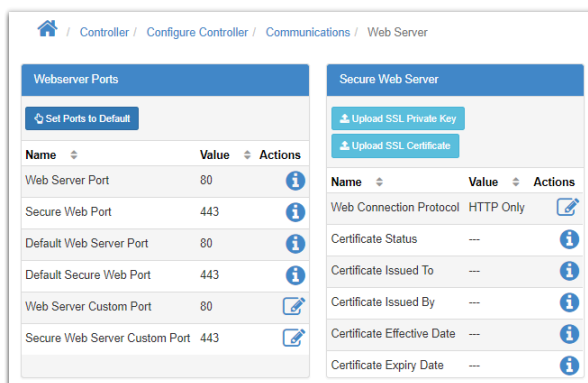 / Controller / Configure Controller / Communications / Web Server
Webserver Ports
Set Ports to Default
Name Value Actions
Web Server Port 80
Secure Web Port 443
Default Web Server Port 80
Default Secure Web Port 443
Web Server Custom Port 80
Secure Web Server Custom Port 443
Secure Web Server
Upload SSL Private Key
Upload SSL Certificate
Name Value Actions
Web Connection Protocol HTTP Only
Certificate Status ---
Certificate Issued To ---
Certificate Issued By ---
Certificate Effective Date ---
Certificate Expiry Date ---